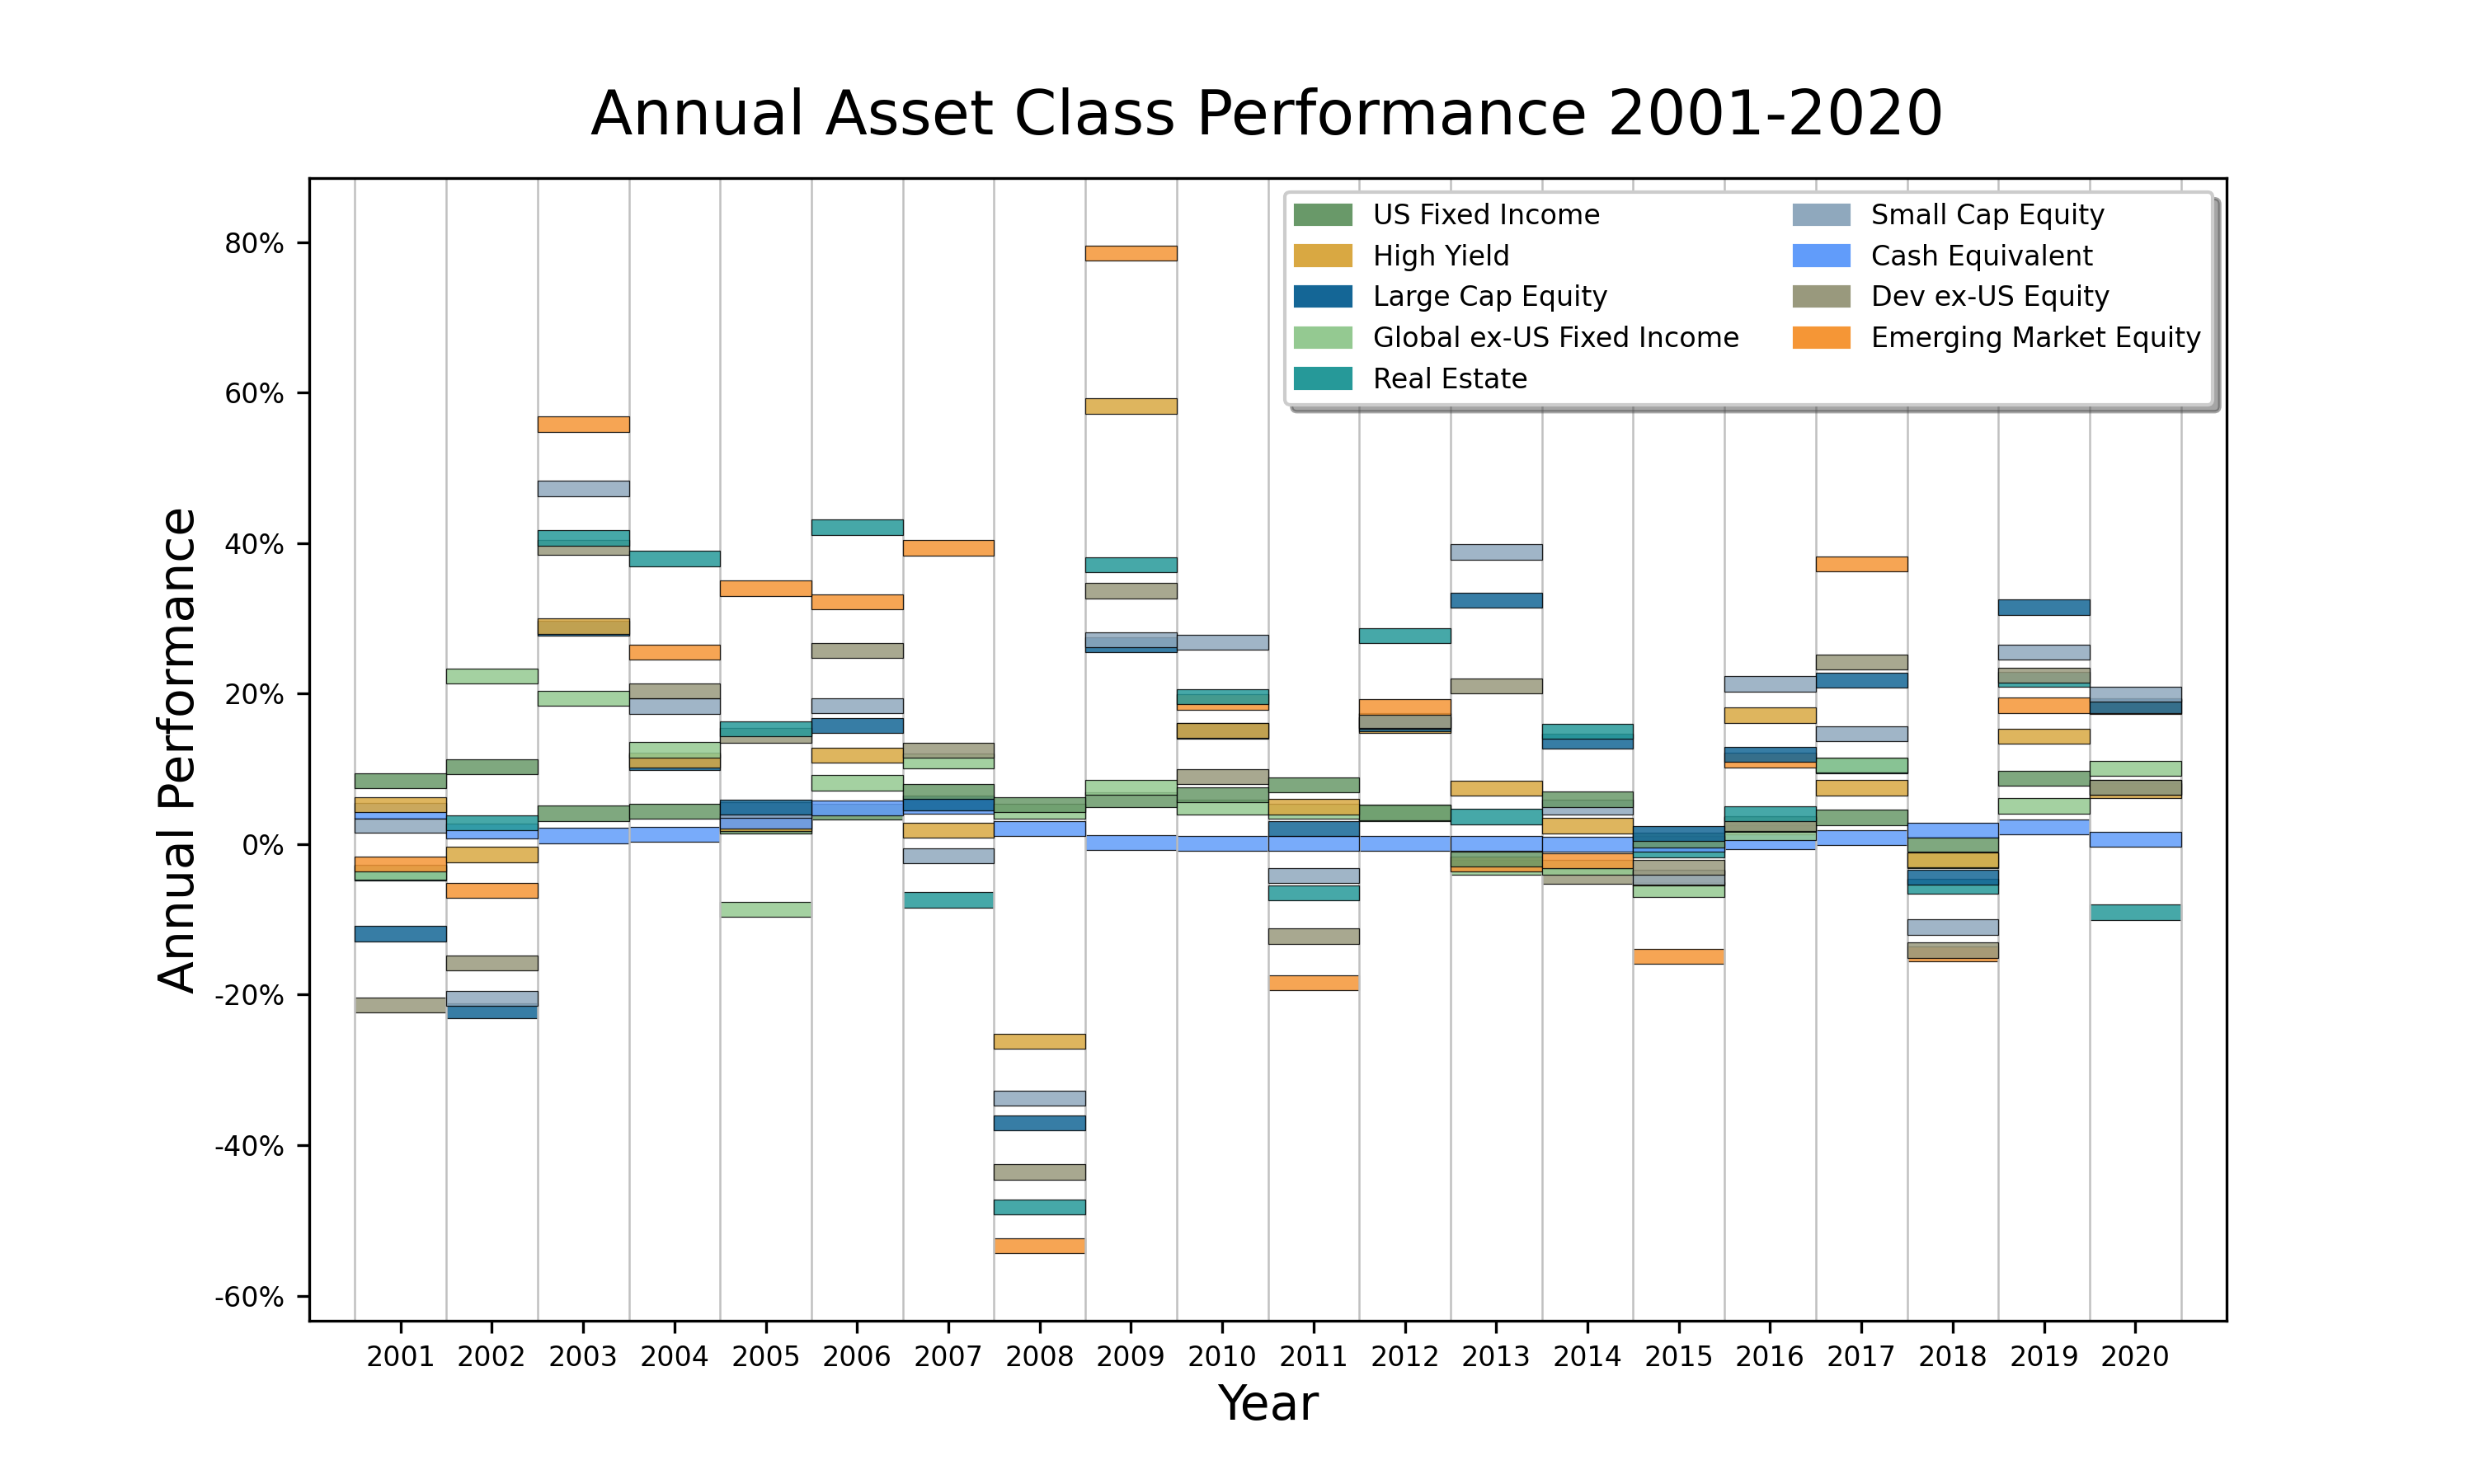 Annual Asset Class Performance 2001-2020
US Fixed Income
High Yield
Large Cap Equity
Global ex-US Fixed Income
Real Estate
Small Cap Equity
Cash Equivalent
Dev ex-US Equity
Emerging Market Equity
Annual Performance
80%
60%
40%
20%
0%
-20%
-40%
-60%
2001 2002 2003 2004 2005 2006 2007 2008 2009 2010 2011 2012 2013 2014 2015 2016 2017 2018 2019 2020
Year